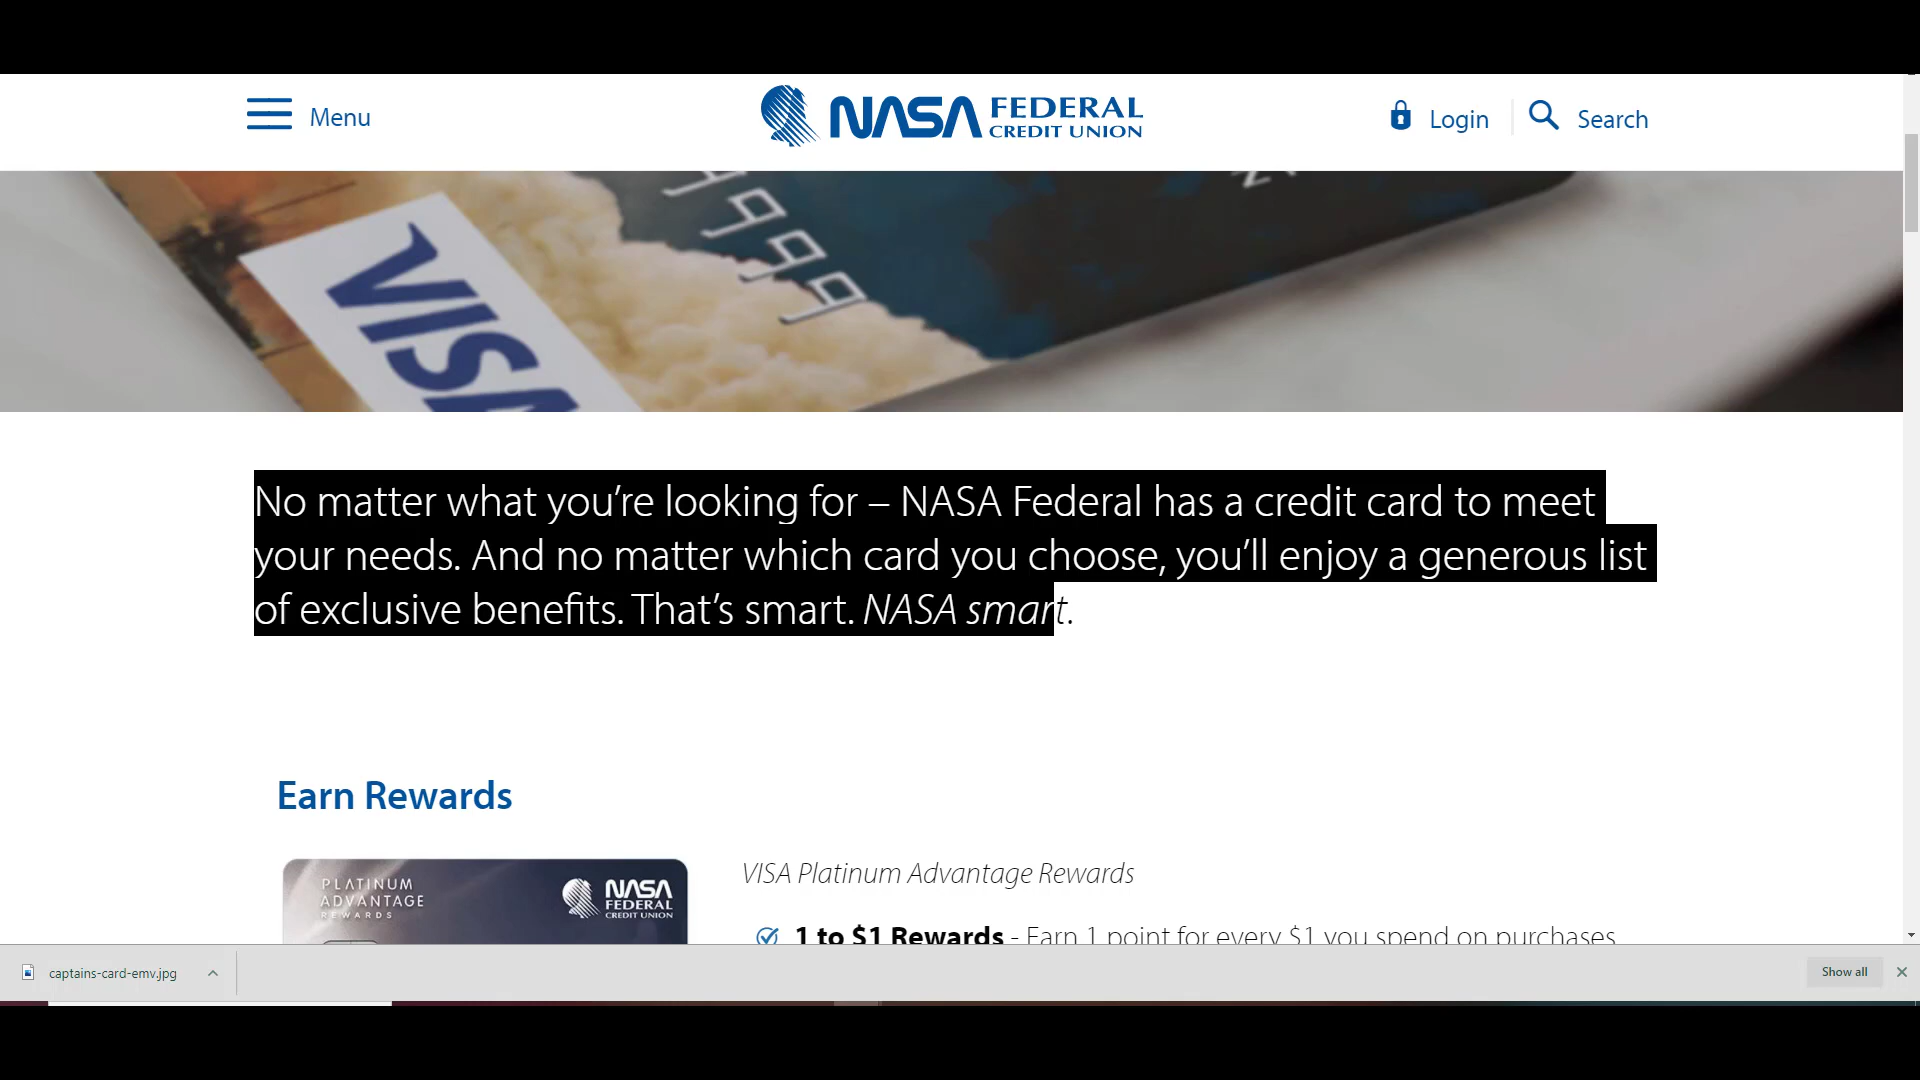 Menu
NASA FEDERAL
CREDIT UNION
Login
Search
VISA
No matter what you’re looking for – NASA Federal has a credit card to meet
your needs. And no matter which card you choose, you’ll enjoy a generous list
of exclusive benefits. That’s smart. NASA smart.
Earn Rewards
PLATINUM
ADVANTAGE
REWARDS
NASA
FEDERAL
CREDIT UNION
VISA Platinum Advantage Rewards
1 to $1 Rewards - Earn 1 point for every $1 you spend on purchases
captains-card-emv.jpg
Show all